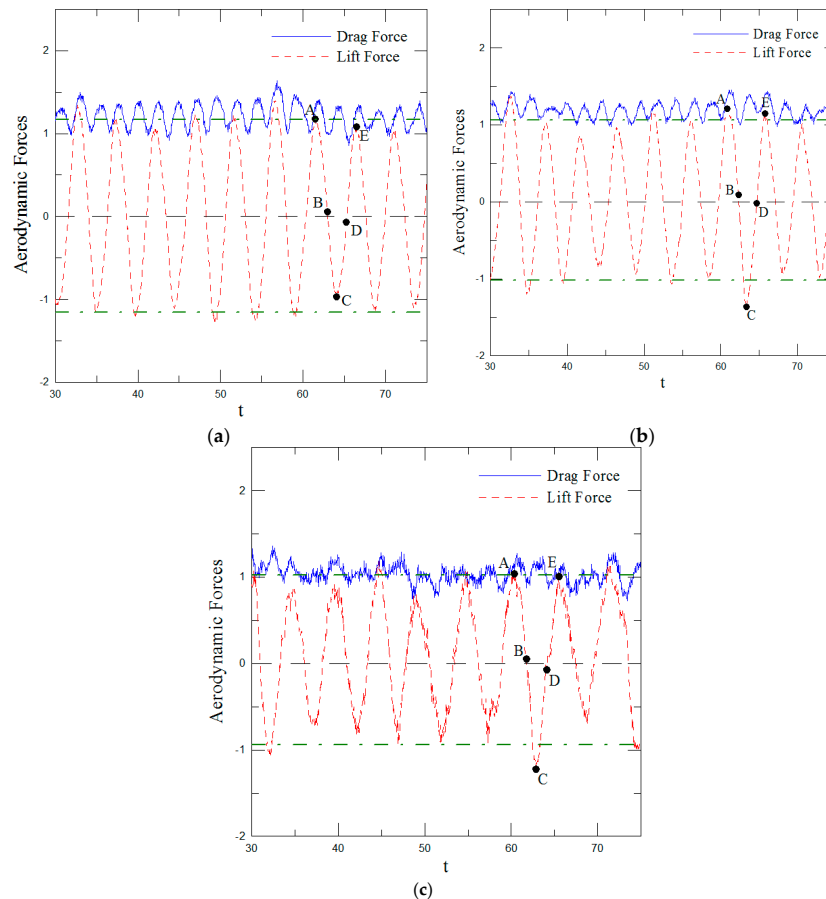 2
1
0
-1
-2
Aerodynamic Forces
30 40 50 60 70
t
Drag Force
Lift Force
A
E
B
D
C
(a)
2
1
0
-1
-2
Aerodynamic Forces
30 40 50 60 70
t
Drag Force
Lift Force
A
E
B
D
C
(b)
2
1
0
-1
-2
Aerodynamic Forces
30 40 50 60 70
t
Drag Force
Lift Force
A
E
B
D
C
(c)